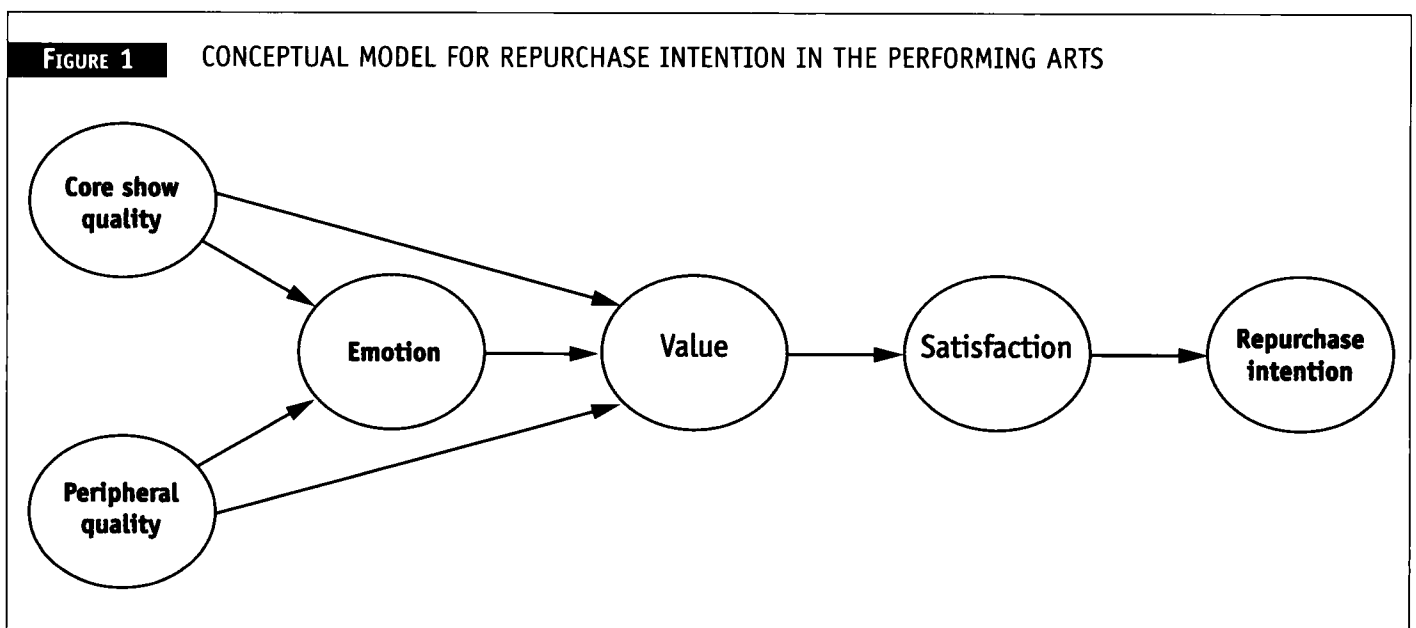 FIGURE 1 CONCEPTUAL MODEL FOR REPURCHASE INTENTION IN THE PERFORMING ARTS
Core show
quality
Emotion
Value
Satisfaction
Repurchase
intention
Peripheral
quality